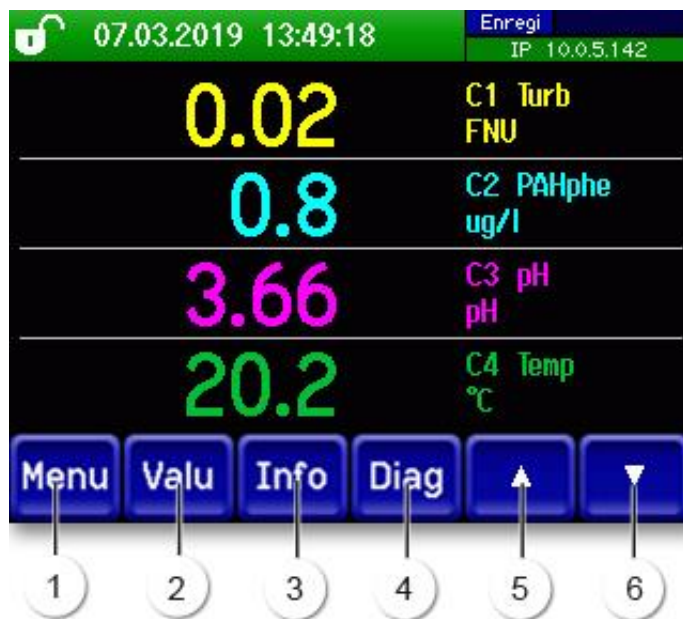 07.03.2019 13:49:18
Enregi
IP 10.0.5.142
0.02
C1 Turb
FNU
0.8
C2 PAHphe
ug/l
3.66
C3 pH
pH
20.2
C4 Temp
°C
Menu Valu Info Diag ▲ ▼
1 2 3 4 5 6